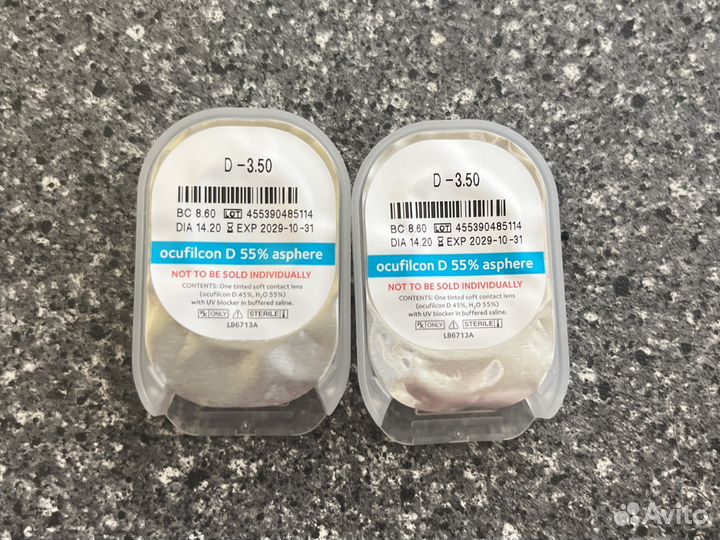 D -3.50
BC 8.60 LOT 455390485114
DIA 14.20 EXP 2029-10-31
ocufilcon D 55% asphere
NOT TO BE SOLD INDIVIDUALLY
CONTENTS: One tinted soft contact lens
(ocufilcon D 45%, H₂O 55%)
with UV blocker in buffered saline.
Rx ONLY STERILE
LB6713A
D -3.50
BC 8.60 LOT 455390485114
DIA 14.20 EXP 2029-10-31
ocufilcon D 55% asphere
NOT TO BE SOLD INDIVIDUALLY
CONTENTS: One tinted soft contact lens
(ocufilcon D 45%, H₂O 55%)
with UV blocker in buffered saline.
Rx ONLY STERILE
LB6713A
Avito